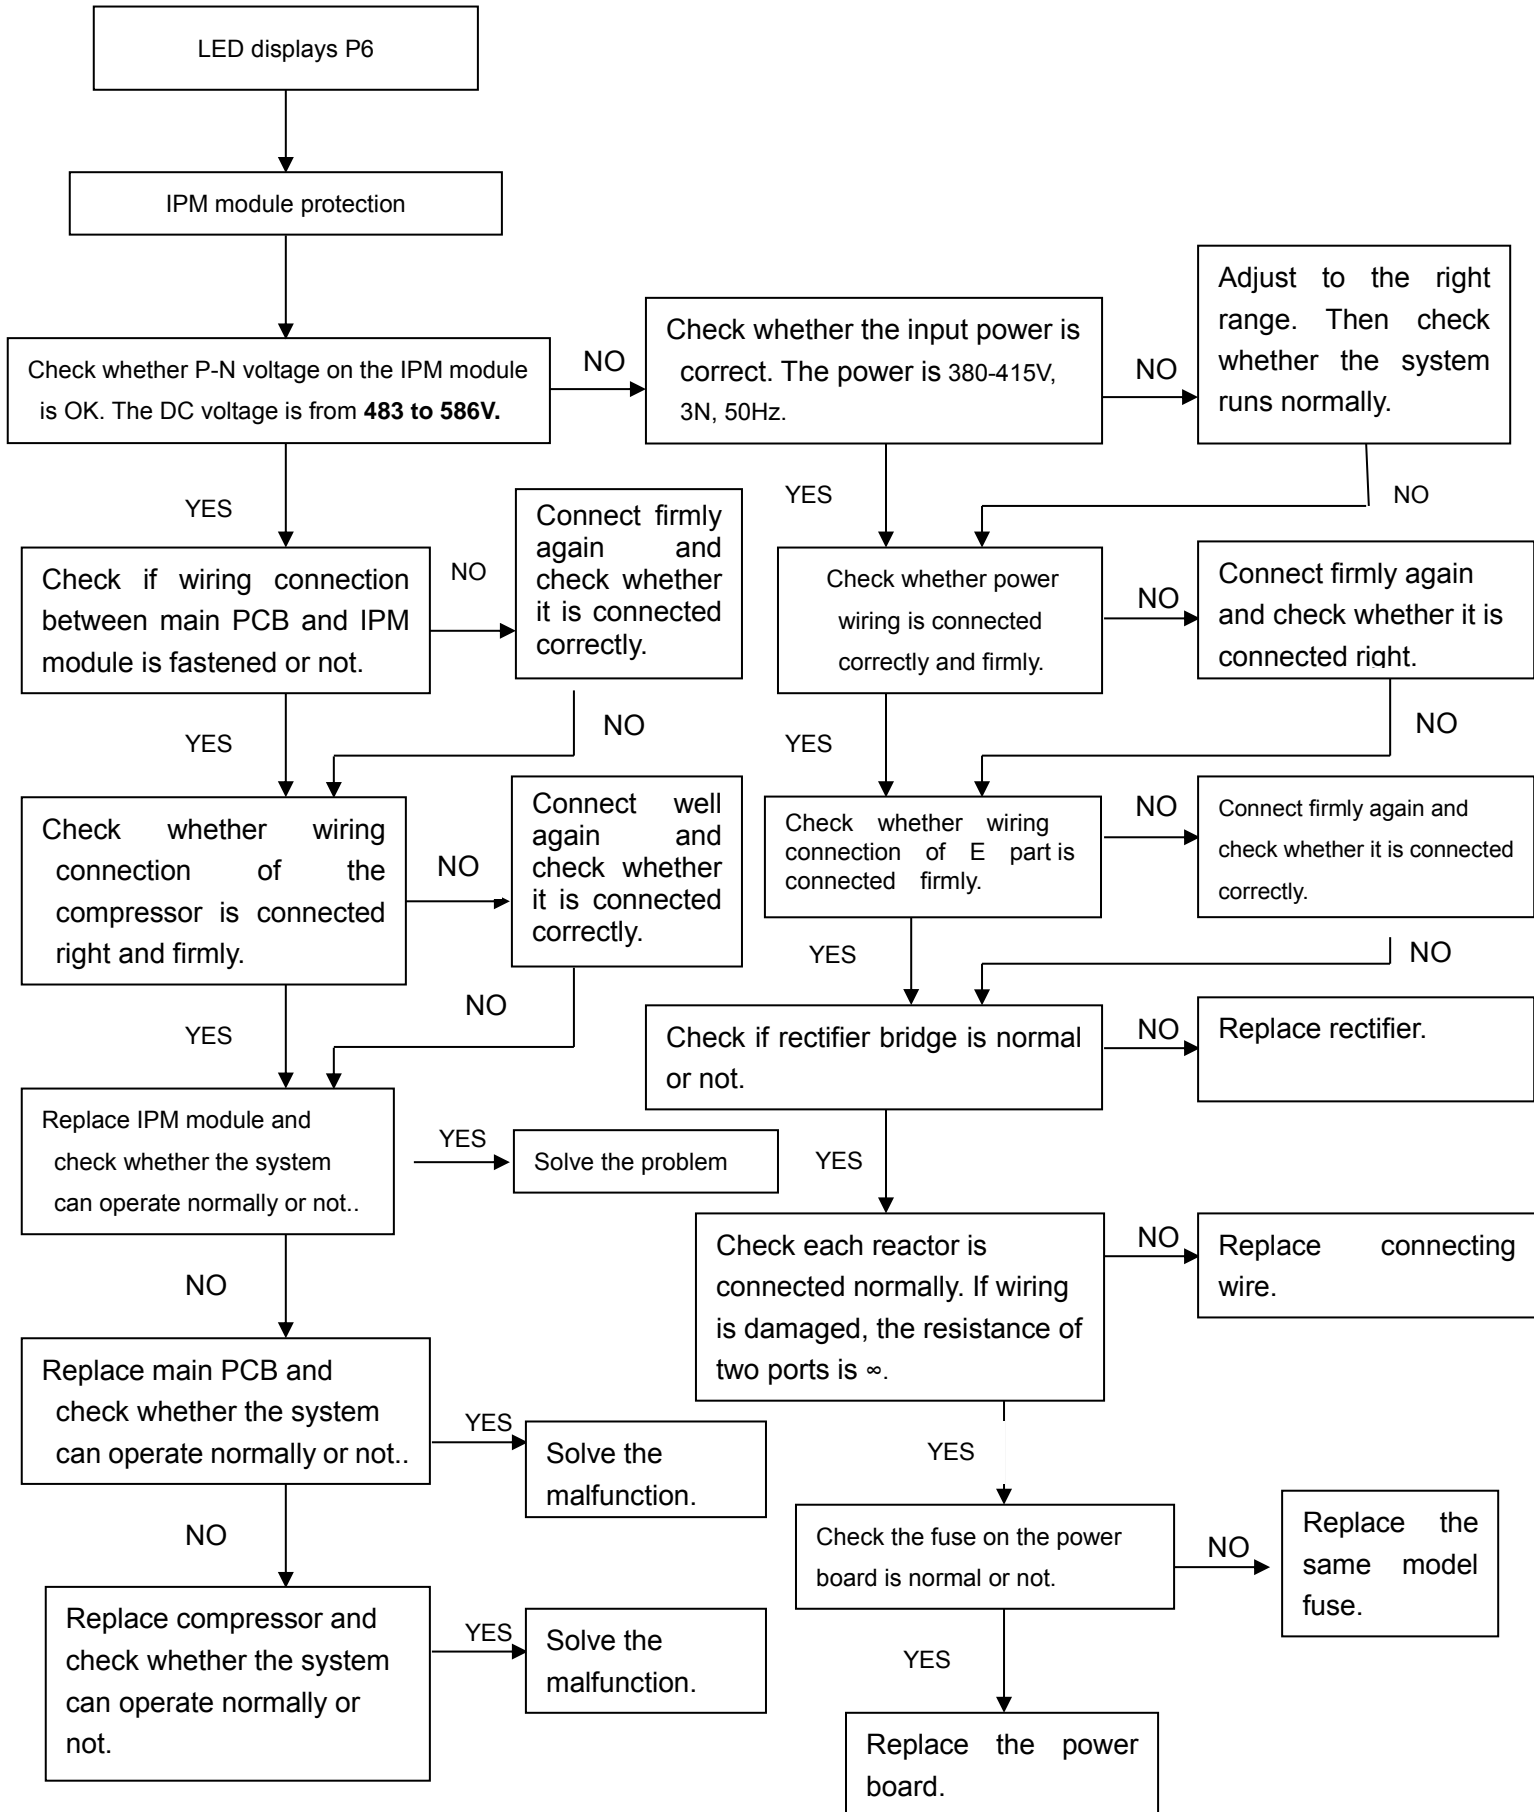 LED displays P6
IPM module protection
Check whether P-N voltage on the IPM module
is OK. The DC voltage is from 483 to 586V.
NO
Check whether the input power is
correct. The power is 380-415V,
3N, 50Hz.
NO
Adjust to the right
range. Then check
whether the system
runs normally.
YES
YES
NO
Check if wiring connection
between main PCB and IPM
module is fastened or not.
NO
Connect firmly
again and
check whether
it is connected
correctly.
Check whether power
wiring is connected
correctly and firmly.
NO
Connect firmly again
and check whether it is
connected right.
YES
NO
YES
NO
Check whether wiring
connection of the
compressor is connected
right and firmly.
NO
Connect well
again and
check whether
it is connected
correctly.
Check whether wiring
connection of E part is
connected firmly.
NO
Connect firmly again and
check whether it is connected
correctly.
YES
NO
YES
NO
Replace IPM module and
check whether the system
can operate normally or not..
YES
Solve the problem
Check if rectifier bridge is normal
or not.
NO
Replace rectifier.
YES
NO
Check each reactor is
connected normally. If wiring
is damaged, the resistance of
two ports is ∞.
NO
Replace connecting
wire.
Replace main PCB and
check whether the system
can operate normally or not..
YES
Solve the
malfunction.
YES
NO
Check the fuse on the power
board is normal or not.
NO
Replace the
same model
fuse.
Replace compressor and
check whether the system
can operate normally or
not.
YES
Solve the
malfunction.
YES
Replace the power
board.